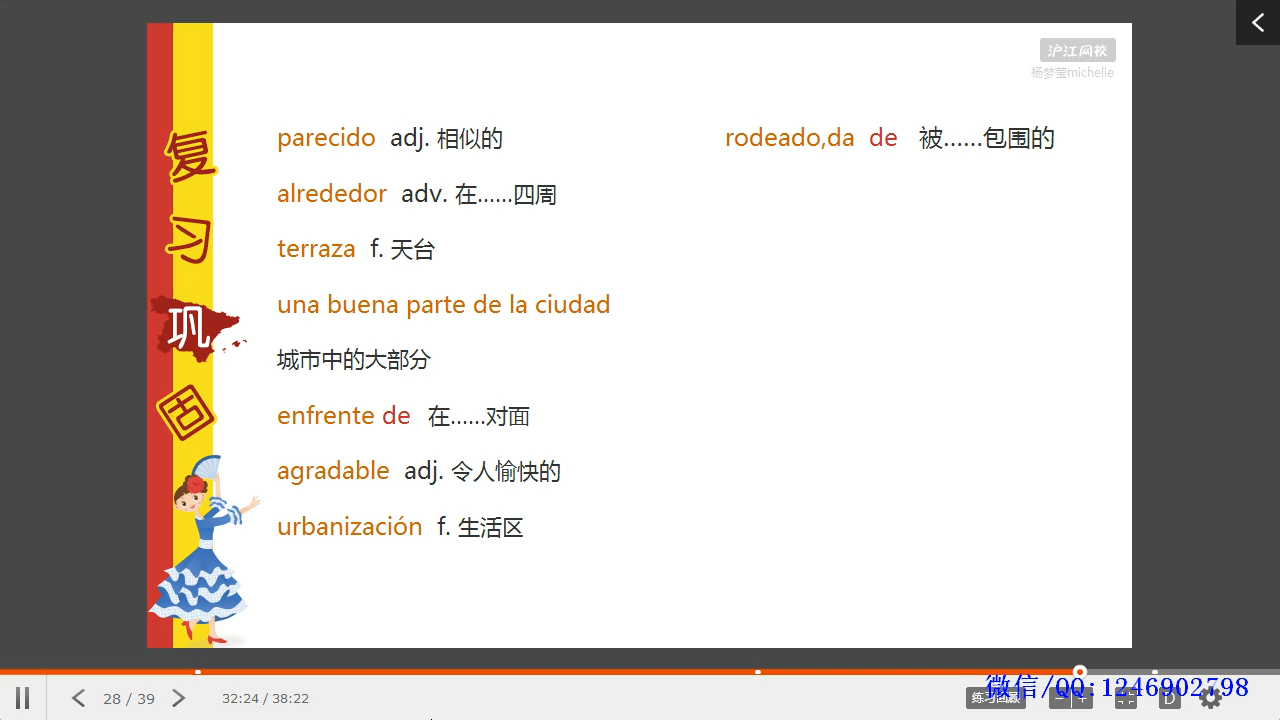 沪江网校
杨梦莹michelle
复习巩固
parecido adj. 相似的
alrededor adv. 在......四周
terraza f. 天台
una buena parte de la ciudad
城市中的大部分
enfrente de 在......对面
agradable adj. 令人愉快的
urbanización f. 生活区
rodeado,da de 被......包围的
28 / 39
32:24 / 38:22
练习回顾
D
微信/QQ:1246902798